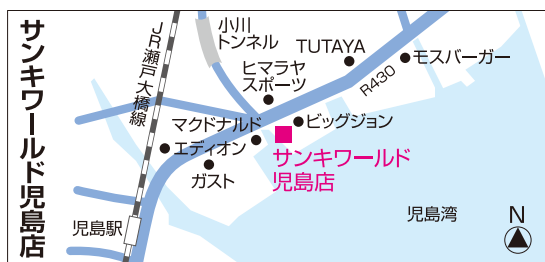 サンキワールド児島店
JR瀬戸大橋線
小川
トンネル
TUTAYA
モスバーガー
ヒマラヤ
スポーツ
R430
マクドナルド
ビッグジョン
エディオン
サンキワールド
児島店
ガスト
児島駅
児島湾
N